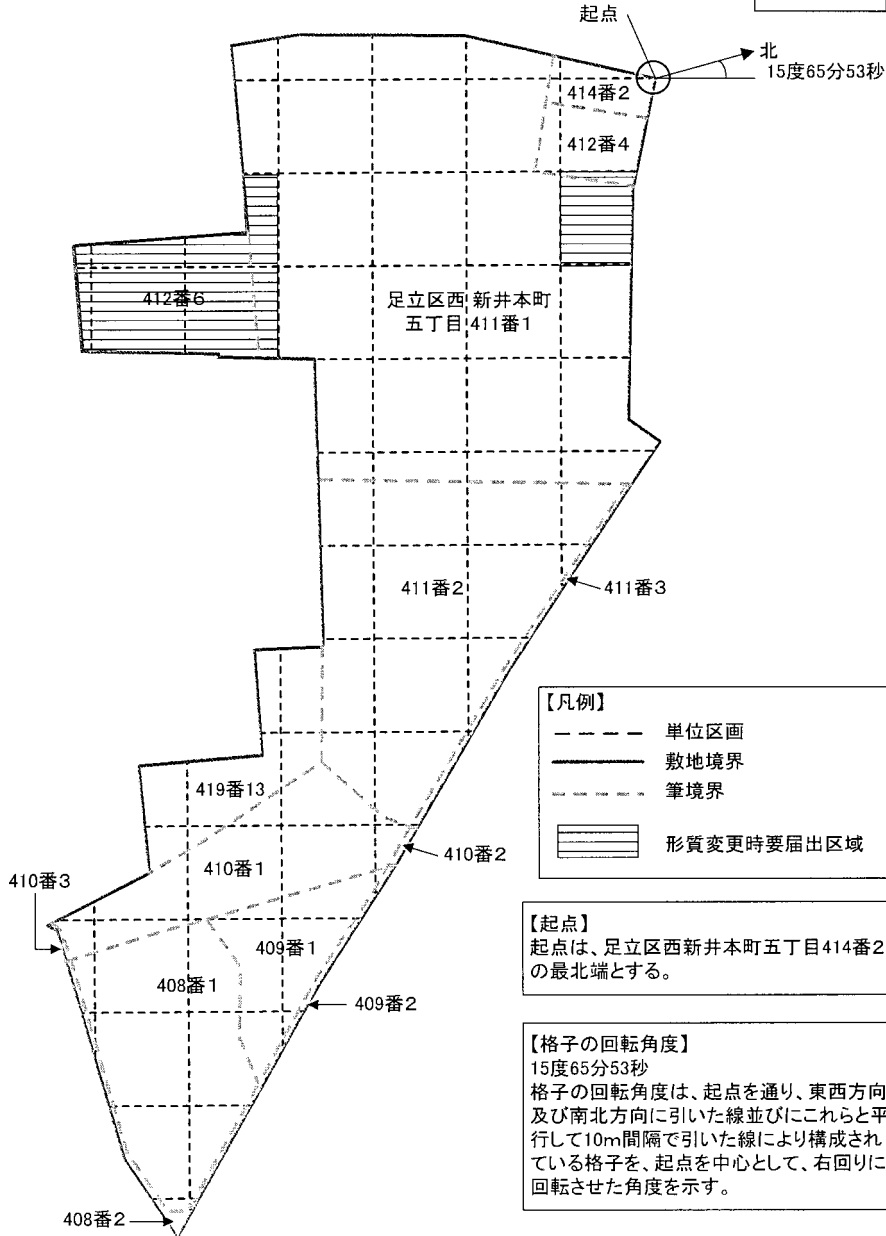 起点
北
15度65分53秒
414番2
412番4
412番6
足立区西新井本町
五丁目 411番1
411番2
411番3
【凡例】
単位区画
敷地境界
筆境界
形質変更時要届出区域
419番13
410番1
410番2
410番3
409番1
408番1
409番2
408番2
【起点】
起点は、足立区西新井本町五丁目414番2
の最北端とする。
【格子の回転角度】
15度65分53秒
格子の回転角度は、起点を通り、東西方向
及び南北方向に引いた線並びにこれらと平
行して10m間隔で引いた線により構成され
ている格子を、起点を中心として、右回りに
回転させた角度を示す。